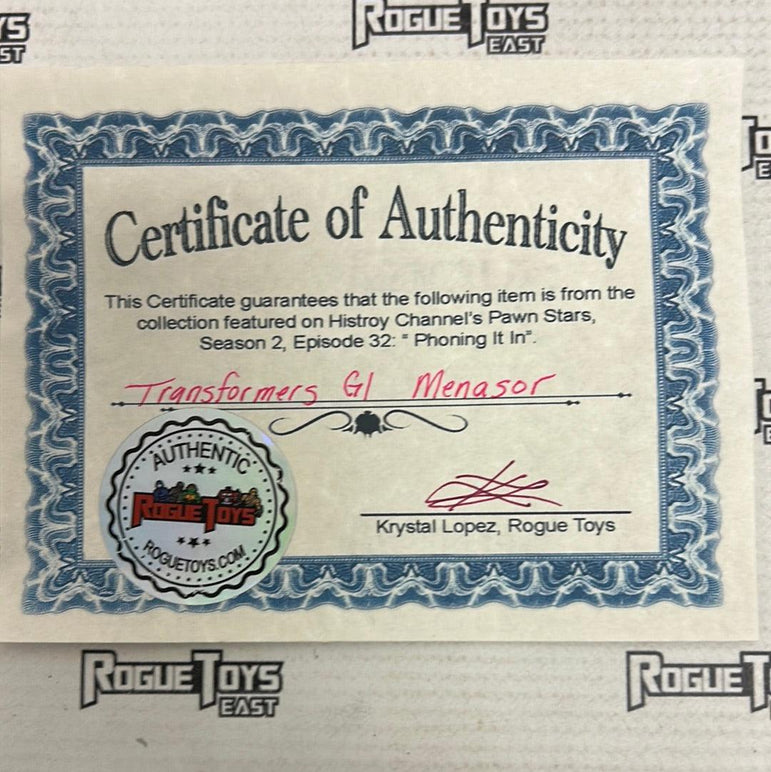 YS
ST
ROGUE TOYS
EAST
Certificate of Authenticity
This Certificate guarantees that the following item is from the
collection featured on Histroy Channel's Pawn Stars,
Season 2, Episode 32: " Phoning It In".
Transformers G1 Menasor
AUTHENTIC
ROGUE TOYS
ROGUETOYS.COM
Krystal Lopez, Rogue Toys
ROGUE TOYS
EAST
ROGUE T